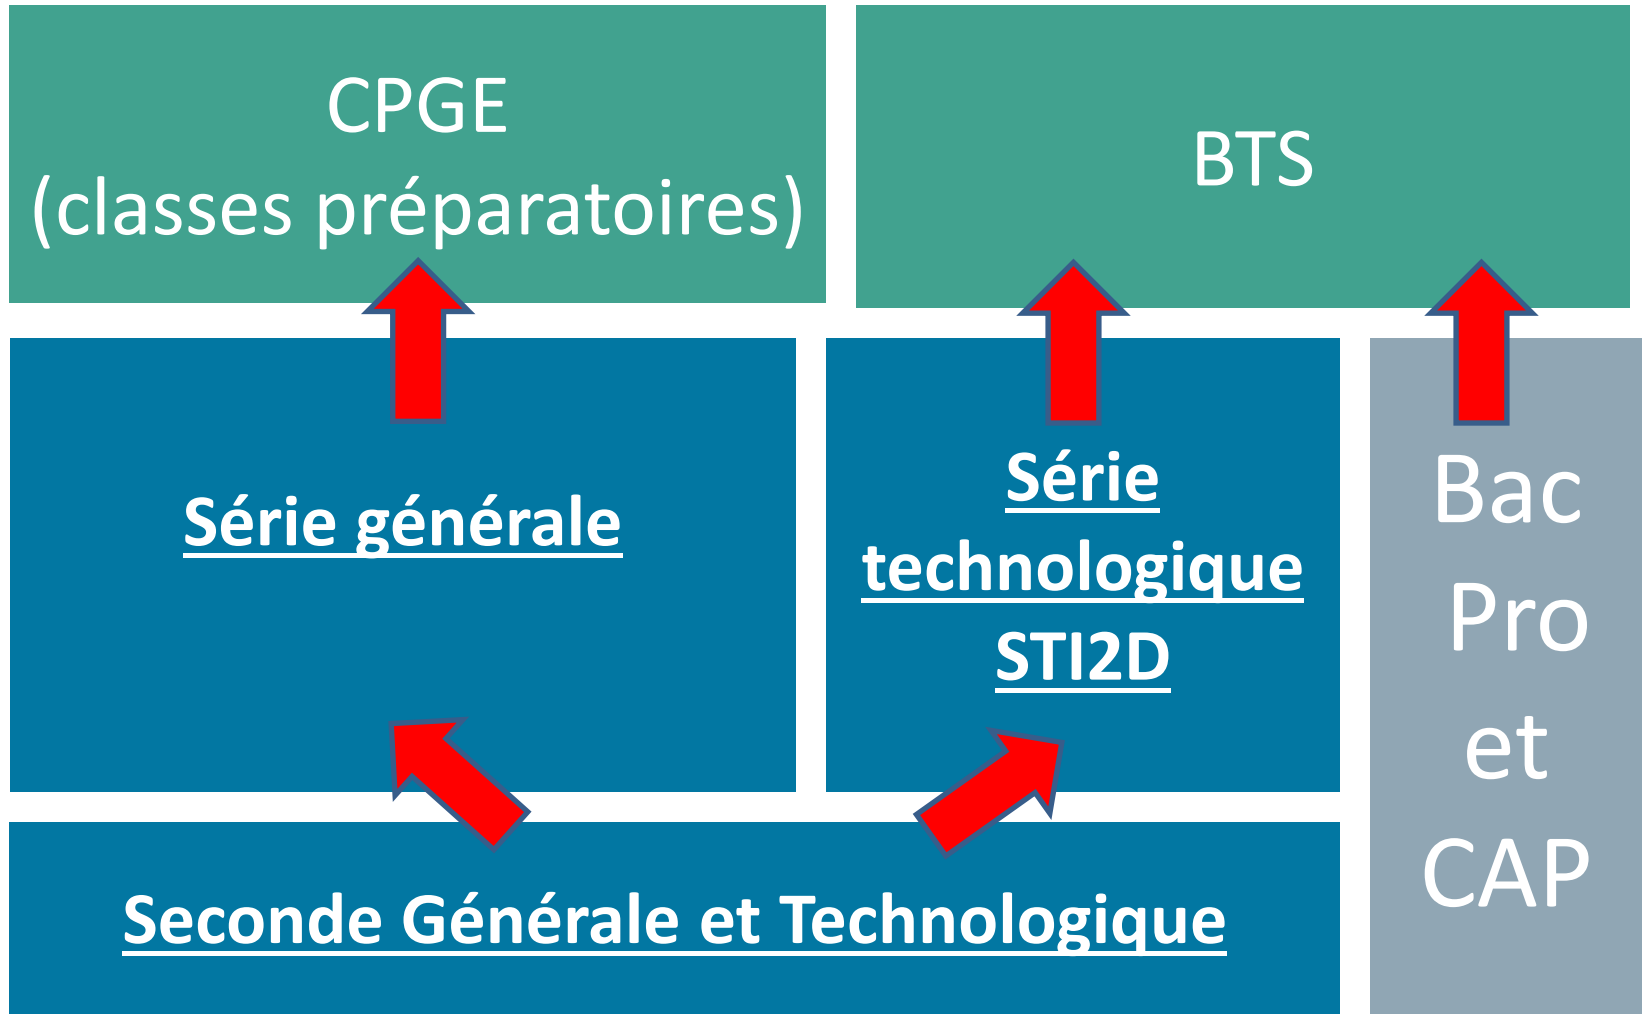 CPGE
(classes préparatoires)
BTS
Série générale
Série
technologique
STI2D
Bac
Pro
et
CAP
Seconde Générale et Technologique